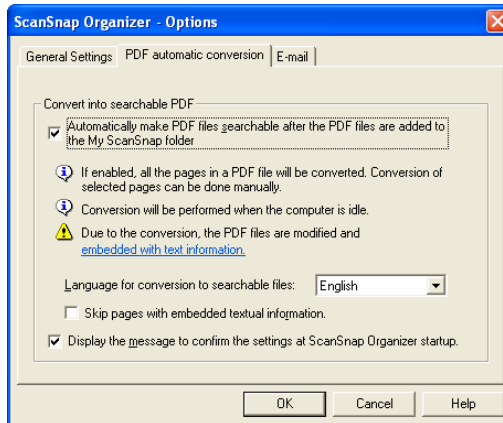 ScanSnap Organizer - Options
General Settings PDF automatic conversion E-mail
Convert into searchable PDF
Automatically make PDF files searchable after the PDF files are added to
the My ScanSnap folder
If enabled, all the pages in a PDF file will be converted. Conversion of
selected pages can be done manually.
Conversion will be performed when the computer is idle.
Due to the conversion, the PDF files are modified and
embedded with text information.
Language for conversion to searchable files: English
Skip pages with embedded textual information.
Display the message to confirm the settings at ScanSnap Organizer startup.
OK Cancel Help